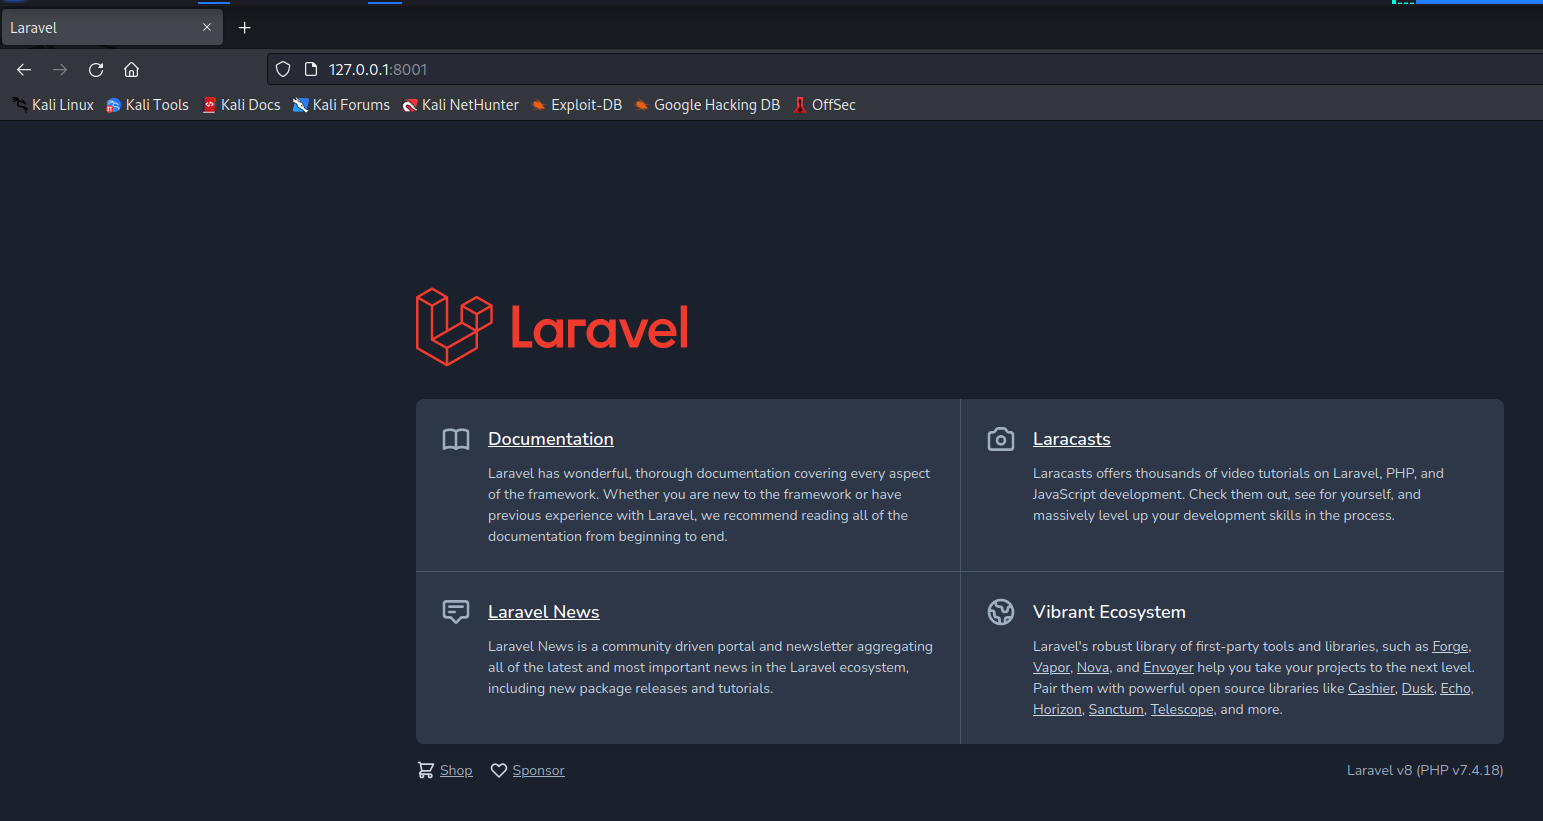 Laravel
127.0.0.1:8001
Kali Linux Kali Tools Kali Docs Kali Forums Kali NetHunter Exploit-DB Google Hacking DB OffSec
Laravel
Documentation
Laravel has wonderful, thorough documentation covering every aspect
of the framework. Whether you are new to the framework or have
previous experience with Laravel, we recommend reading all of the
documentation from beginning to end.
Laracasts
Laracasts offers thousands of video tutorials on Laravel, PHP, and
JavaScript development. Check them out, see for yourself, and
massively level up your development skills in the process.
Laravel News
Laravel News is a community driven portal and newsletter aggregating
all of the latest and most important news in the Laravel ecosystem,
including new package releases and tutorials.
Vibrant Ecosystem
Laravel's robust library of first-party tools and libraries, such as Forge,
Vapor, Nova, and Envoyer help you take your projects to the next level.
Pair them with powerful open source libraries like Cashier, Dusk, Echo,
Horizon, Sanctum, Telescope, and more.
Shop Sponsor
Laravel v8 (PHP v7.4.18)